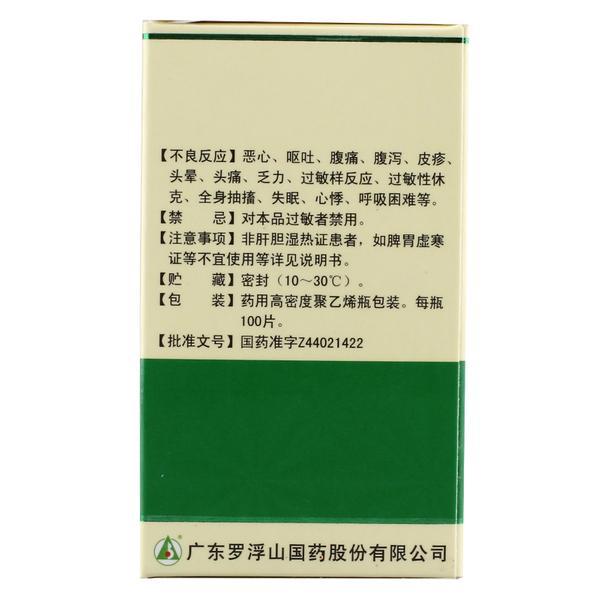 【不良反应】恶心、呕吐、腹痛、腹泻、皮疹、
头晕、头痛、乏力、过敏样反应、过敏性休
克、全身抽搐、失眠、心悸、呼吸困难等。
【禁　　忌】对本品过敏者禁用。
【注意事项】非肝胆湿热证患者，如脾胃虚寒
证等不宜使用等详见说明书。
【贮　　藏】密封（10～30℃）。
【包　　装】药用高密度聚乙烯瓶包装。每瓶
100片。
【批准文号】国药准字Z44021422
广东罗浮山国药股份有限公司